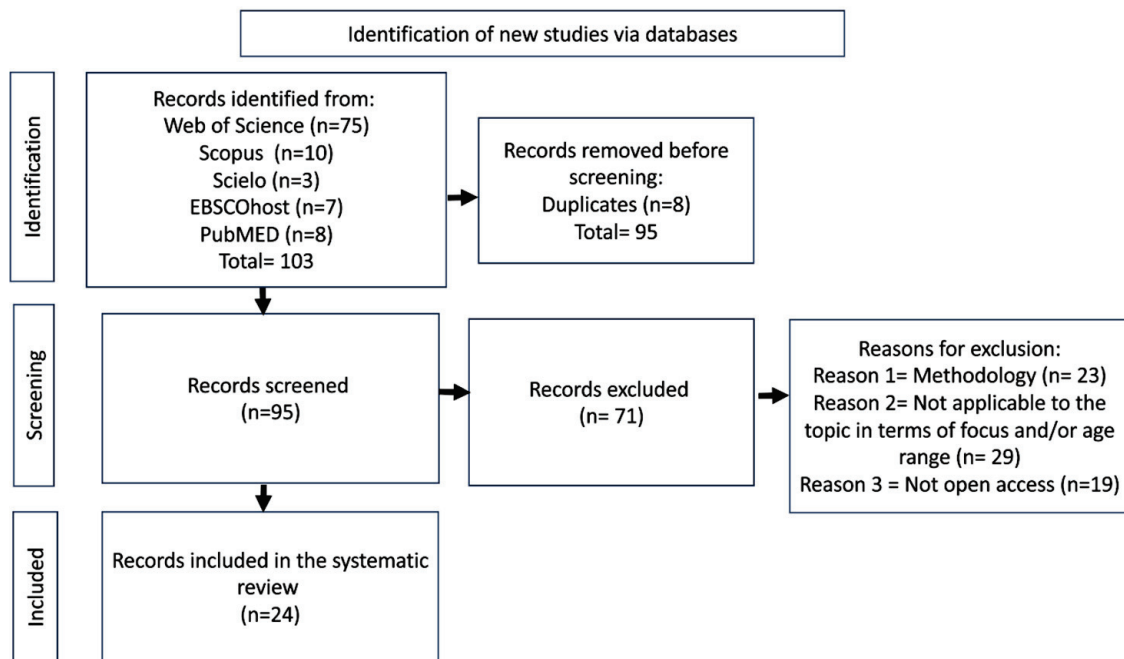 Identification of new studies via databases
Identification
Records identified from:
Web of Science (n=75)
Scopus (n=10)
Scielo (n=3)
EBSCOhost (n=7)
PubMED (n=8)
Total= 103
Records removed before
screening:
Duplicates (n=8)
Total= 95
Screening
Records screened
(n=95)
Records excluded
(n= 71)
Reasons for exclusion:
Reason 1= Methodology (n= 23)
Reason 2= Not applicable to the
topic in terms of focus and/or age
range (n= 29)
Reason 3 = Not open access (n=19)
Included
Records included in the systematic
review
(n=24)